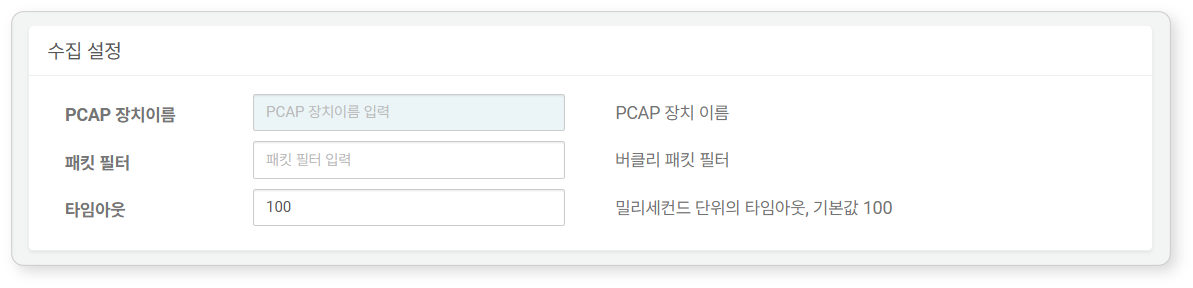 수집 설정
PCAP 장치이름 PCAP 장치이름 입력 PCAP 장치 이름
패킷 필터 패킷 필터 입력 버클리 패킷 필터
타임아웃 100 밀리세컨드 단위의 타임아웃, 기본값 100